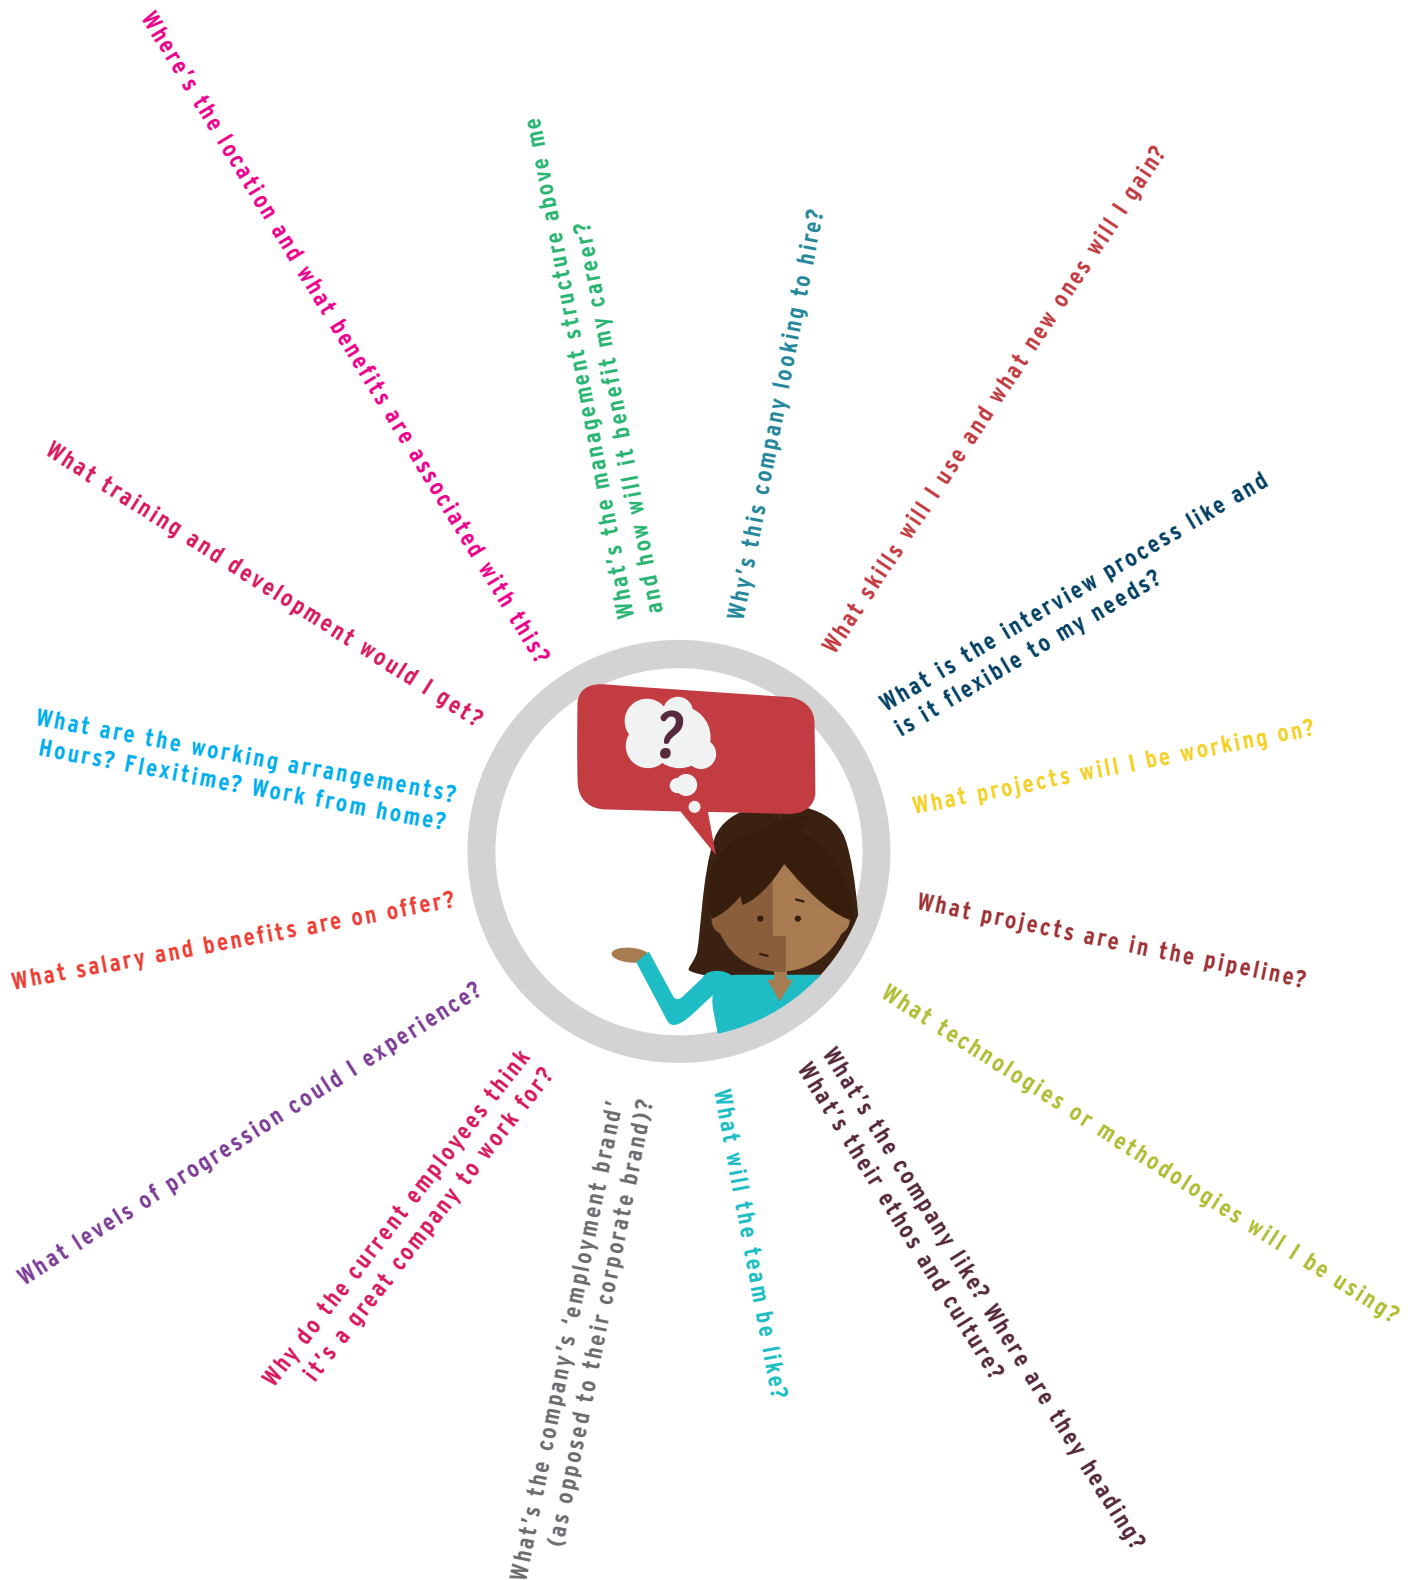 Where's the location and what benefits are associated with this?
What's the management structure above me
and how will it benefit my career?
Why's this company looking to hire?
What skills will I use and what new ones will I gain?
What is the interview process like and
is it flexible to my needs?
What projects will I be working on?
What projects are in the pipeline?
What technologies or methodologies will I be using?
What's the company like? Where are they heading?
What's their ethos and culture?
What will the team be like?
What's the company's 'employment brand'
(as opposed to their corporate brand)?
Why do the current employees think
it's a great company to work for?
What levels of progression could I experience?
What salary and benefits are on offer?
What are the working arrangements?
Hours? Flexitime? Work from home?
What training and development would I get?
?